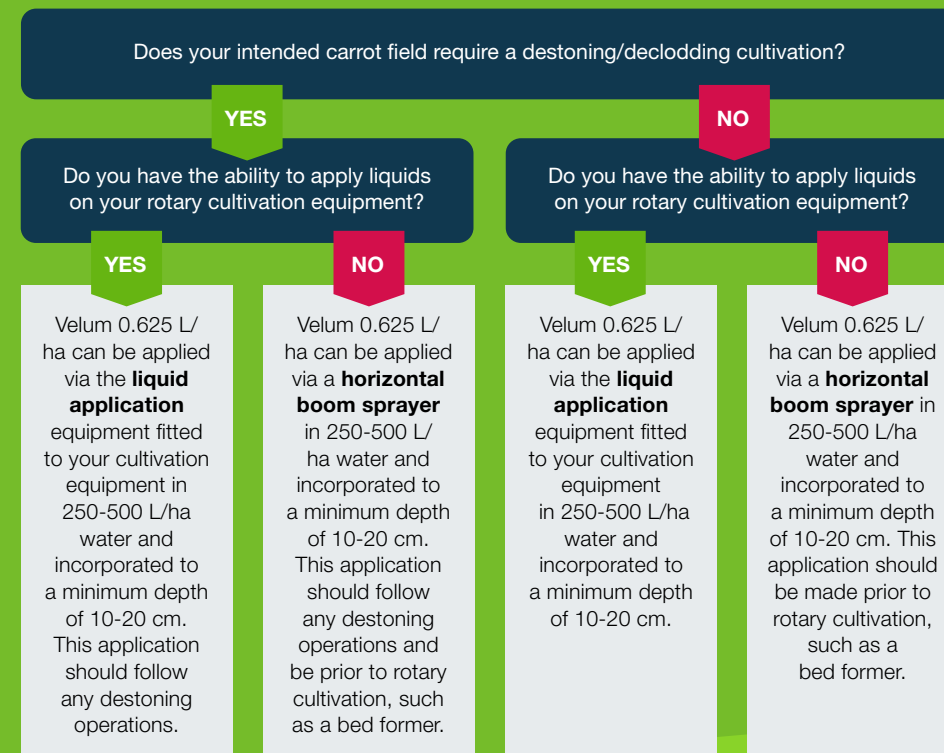 Does your intended carrot field require a destoning/declodding cultivation?
YES
NO
Do you have the ability to apply liquids
on your rotary cultivation equipment?
Do you have the ability to apply liquids
on your rotary cultivation equipment?
YES
NO
YES
NO
Velum 0.625 L/
ha can be applied
via the liquid
application
equipment fitted
to your cultivation
equipment in
250-500 L/ha
water and
incorporated to
a minimum depth
of 10-20 cm.
This application
should follow
any destoning
operations.
Velum 0.625 L/
ha can be applied
via a horizontal
boom sprayer
in 250-500 L/
ha water and
incorporated to
a minimum depth
of 10-20 cm.
This application
should follow
any destoning
operations and
be prior to rotary
cultivation, such
as a bed former.
Velum 0.625 L/
ha can be applied
via the liquid
application
equipment fitted
to your cultivation
equipment
in 250-500 L/ha
water and
incorporated to
a minimum depth
of 10-20 cm.
Velum 0.625 L/
ha can be applied
via a horizontal
boom sprayer in
250-500 L/ha
water and
incorporated to
a minimum depth
of 10-20 cm. This
application should
be made prior to
rotary cultivation,
such as a
bed former.